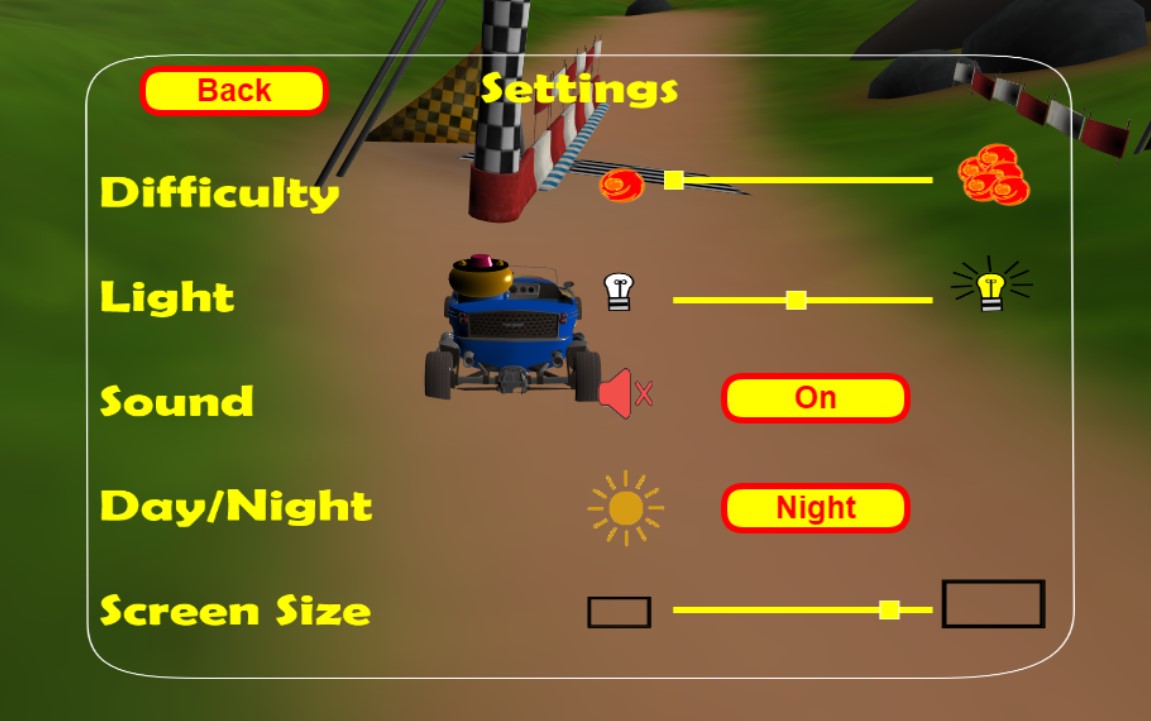 Back
Settings
Difficulty
Light
Sound
On
Day/Night
Night
Screen Size